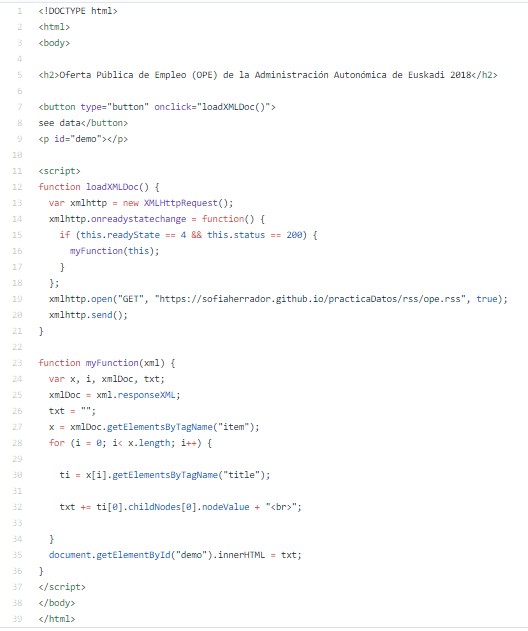 1 <!DOCTYPE html>
2 <html>
3 <body>
4
5 <h2>Oferta Pública de Empleo (OPE) de la Administración Autonómica de Euskadi 2018</h2>
6
7 <button type="button" onclick="loadXMLDoc()">
8 see data</button>
9 <p id="demo"></p>
10
11 <script>
12 function loadXMLDoc() {
13   var xmlhttp = new XMLHttpRequest();
14   xmlhttp.onreadystatechange = function() {
15     if (this.readyState == 4 && this.status == 200) {
16       myFunction(this);
17     }
18   };
19   xmlhttp.open("GET", "https://sofiaherrador.github.io/practicaDatos/rss/ope.rss", true);
20   xmlhttp.send();
21 }
22
23 function myFunction(xml) {
24   var x, i, xmlDoc, txt;
25   xmlDoc = xml.responseXML;
26   txt = "";
27   x = xmlDoc.getElementsByTagName("item");
28   for (i = 0; i< x.length; i++) {
29
30     ti = x[i].getElementsByTagName("title");
31
32     txt += ti[0].childNodes[0].nodeValue + "<br>";
33
34   }
35   document.getElementById("demo").innerHTML = txt;
36 }
37 </script>
38 </body>
39 </html>